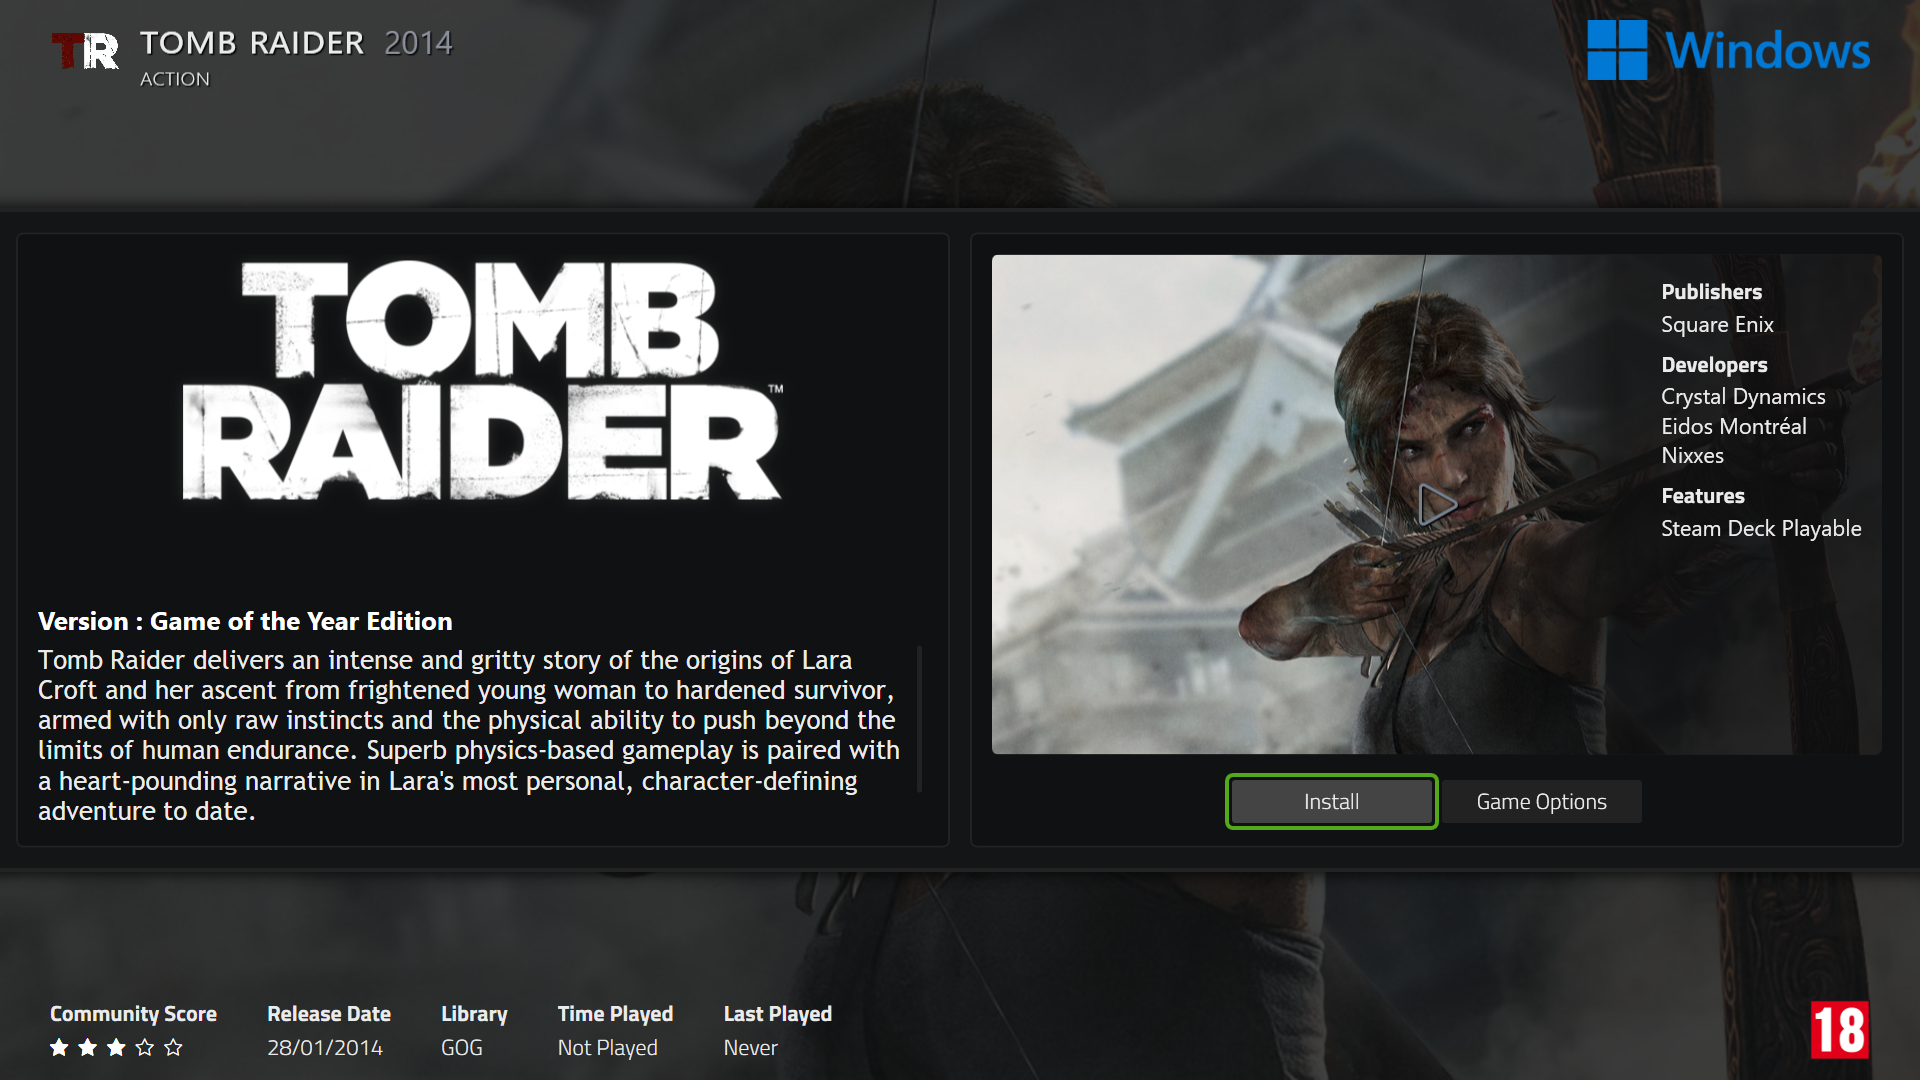 TR TOMB RAIDER 2014
ACTION
Windows
TOMB
RAIDER™
Version : Game of the Year Edition
Tomb Raider delivers an intense and gritty story of the origins of Lara
Croft and her ascent from frightened young woman to hardened survivor,
armed with only raw instincts and the physical ability to push beyond the
limits of human endurance. Superb physics-based gameplay is paired with
a heart-pounding narrative in Lara's most personal, character-defining
adventure to date.
Publishers
Square Enix
Developers
Crystal Dynamics
Eidos Montréal
Nixxes
Features
Steam Deck Playable
Install Game Options
Community Score Release Date Library Time Played Last Played
28/01/2014 GOG Not Played Never
18